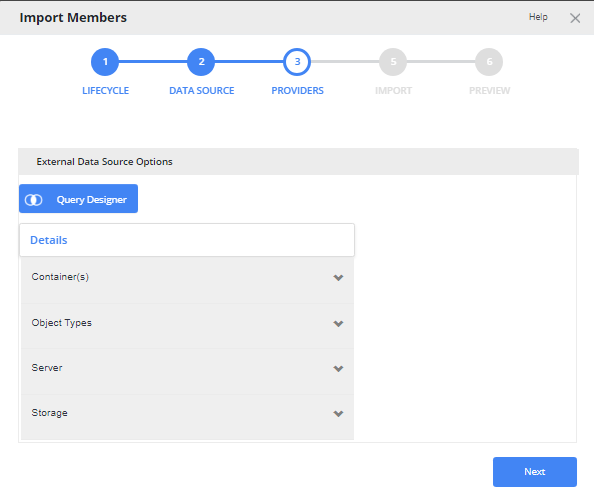 Import Members
Help
1 2 3 5 6
LIFECYCLE DATA SOURCE PROVIDERS IMPORT PREVIEW
External Data Source Options
Query Designer
Details
Container(s)
Object Types
Server
Storage
Next